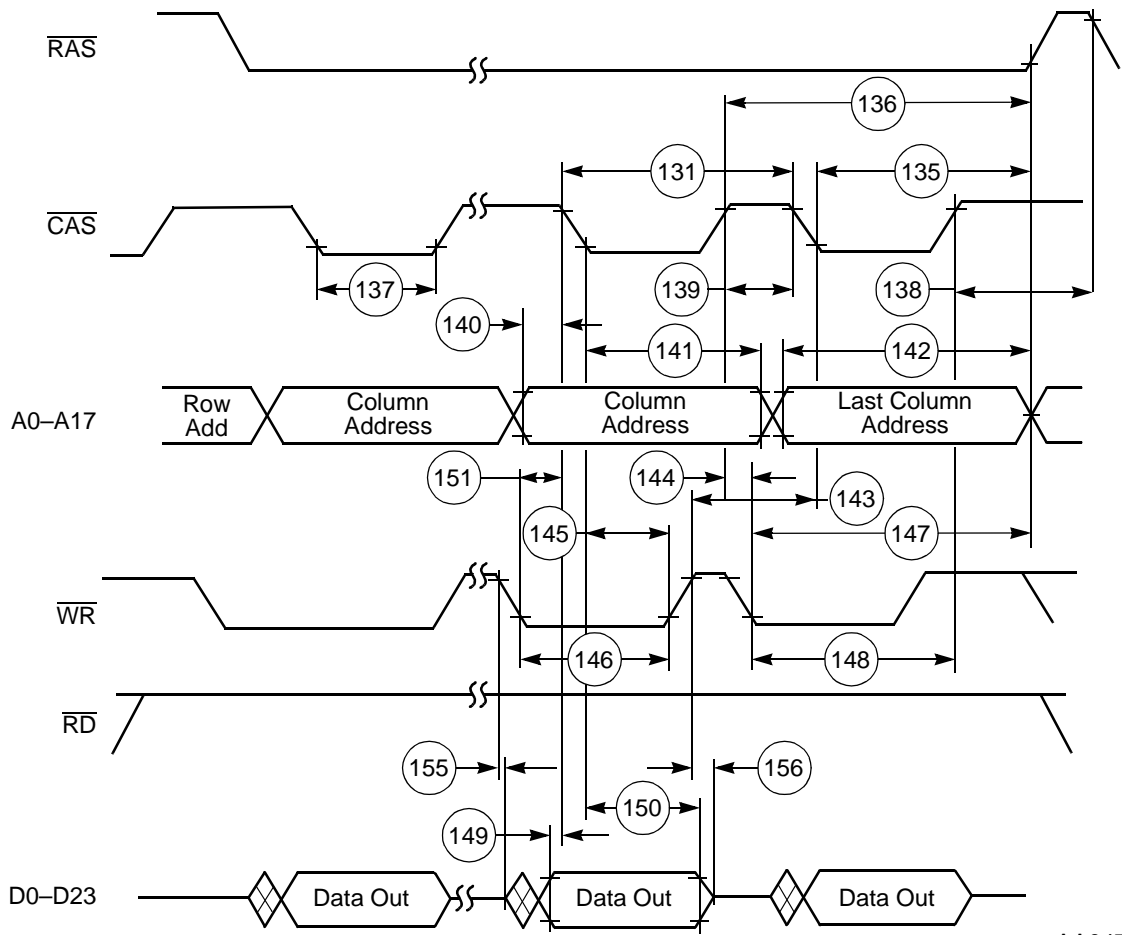 RAS
136
131
135
CAS
137
139
138
140
141
142
A0–A17
Row
Add
Column
Address
Column
Address
Last Column
Address
151
144
143
145
147
WR
146
148
RD
155
156
150
149
D0–D23
Data Out
Data Out
Data Out